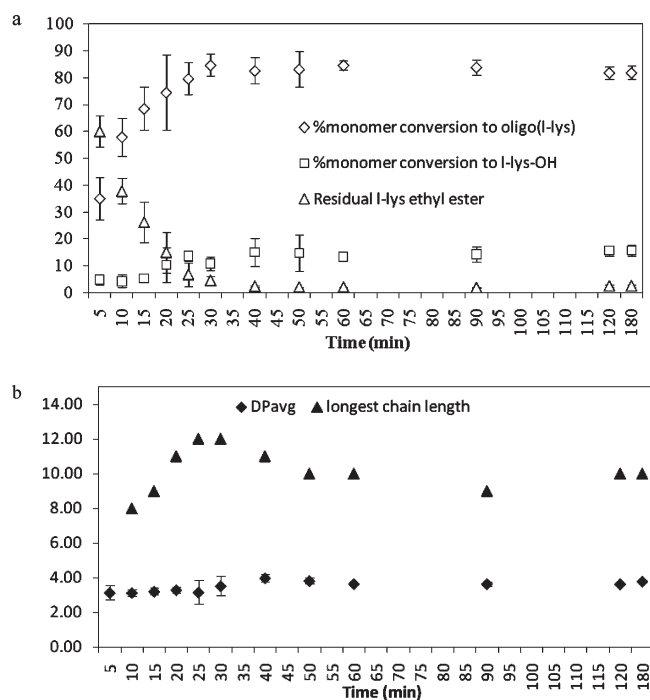 a
100
90
80
70
60
50
40
30
20
10
0
◇ %monomer conversion to oligo(l-lys)
□ %monomer conversion to l-lys-OH
△ Residual l-lys ethyl ester
5 10 15 20 25 30 35 40 45 50 55 60 65 70 75 80 85 90 95 100 105 110 115 120 180
Time (min)
b
14.00
12.00
10.00
8.00
6.00
4.00
2.00
0.00
◆ DPavg ▲ longest chain length
5 10 15 20 25 30 35 40 45 50 55 60 65 70 75 80 85 90 95 100 105 110 115 120 180
Time (min)